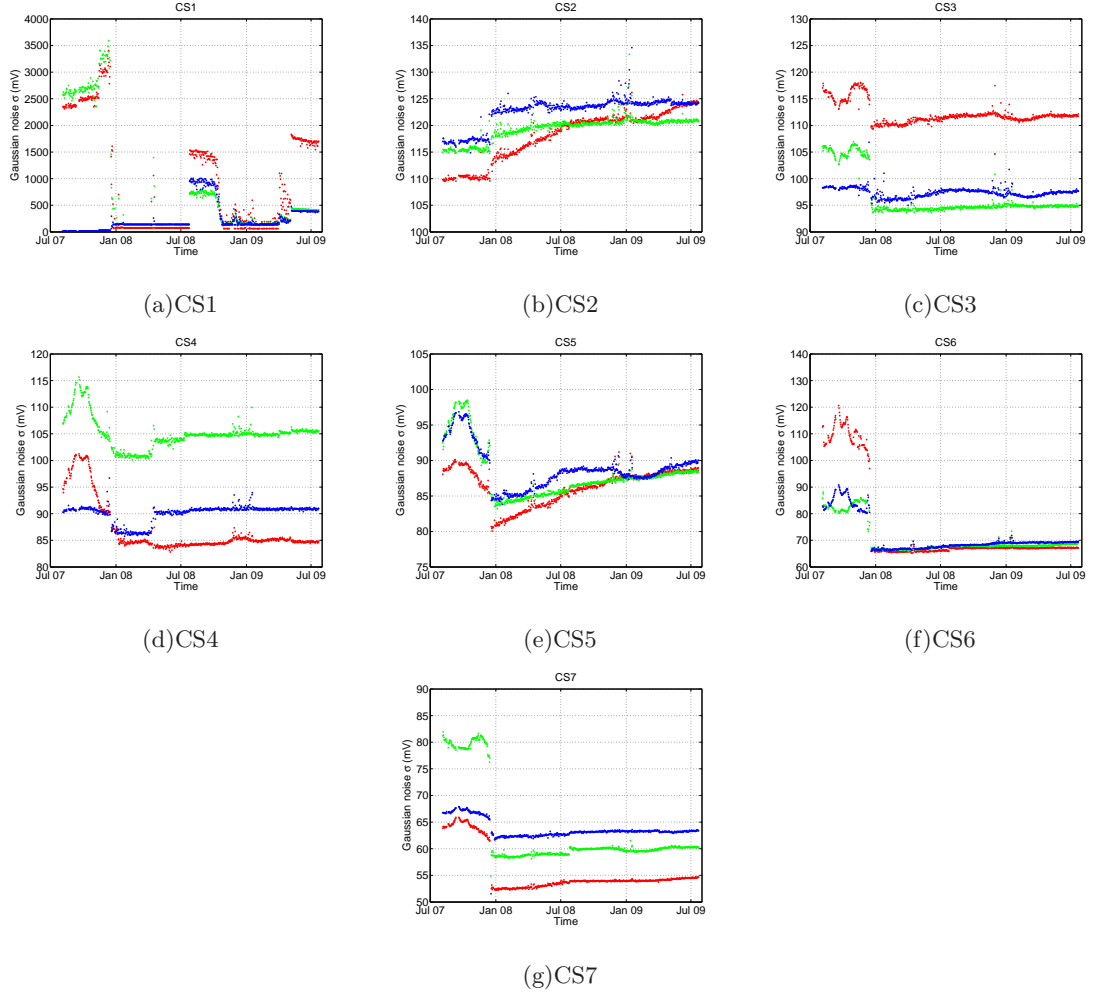 CS1
4000
3500
3000
2500
2000
1500
1000
500
0
Gaussian noise σ (mV)
Jul 07
Jan 08
Jul 08
Jan 09
Jul 09
Time
(a)CS1
CS2
140
135
130
125
120
115
110
105
100
Gaussian noise σ (mV)
Jul 07
Jan 08
Jul 08
Jan 09
Jul 09
Time
(b)CS2
CS3
130
125
120
115
110
105
100
95
90
Gaussian noise σ (mV)
Jul 07
Jan 08
Jul 08
Jan 09
Jul 09
Time
(c)CS3
CS4
120
115
110
105
100
95
90
85
80
Gaussian noise σ (mV)
Jul 07
Jan 08
Jul 08
Jan 09
Jul 09
Time
(d)CS4
CS5
105
100
95
90
85
80
75
Gaussian noise σ (mV)
Jul 07
Jan 08
Jul 08
Jan 09
Jul 09
Time
(e)CS5
CS6
140
130
120
110
100
90
80
70
60
Gaussian noise σ (mV)
Jul 07
Jan 08
Jul 08
Jan 09
Jul 09
Time
(f)CS6
CS7
90
85
80
75
70
65
60
55
50
Gaussian noise σ (mV)
Jul 07
Jan 08
Jul 08
Jan 09
Jul 09
Time
(g)CS7